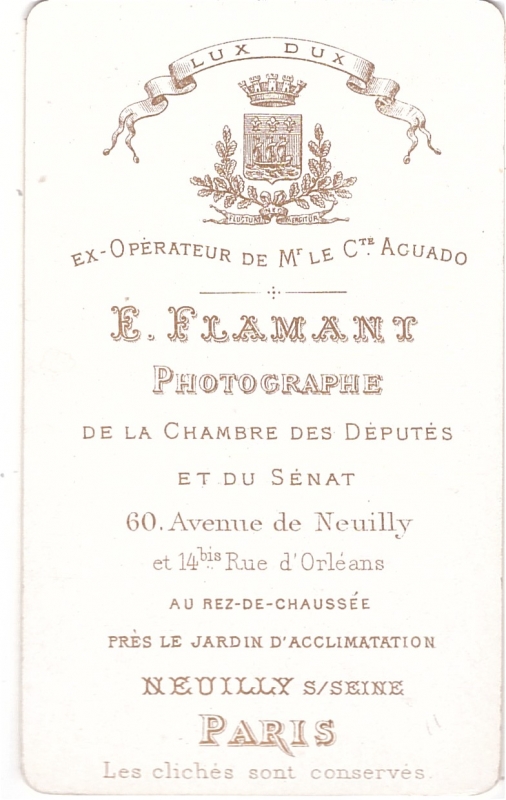 LUX DUX
FLUCTUAT NEC MERGITUR
EX-OPÉRATEUR DE Mr LE CTE AGUADO
E. FLAMANT
PHOTOGRAPHE
DE LA CHAMBRE DES DÉPUTÉS
ET DU SÉNAT
60. Avenue de Neuilly
et 14bis Rue d'Orléans
AU REZ-DE-CHAUSSÉE
PRÈS LE JARDIN D'ACCLIMATATION
NEUILLY S/SEINE
PARIS
Les clichés sont conservés.